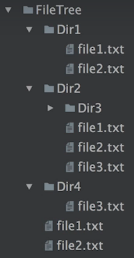 FileTree
Dir1
file1.txt
file2.txt
Dir2
Dir3
file1.txt
file2.txt
file3.txt
Dir4
file3.txt
file1.txt
file2.txt